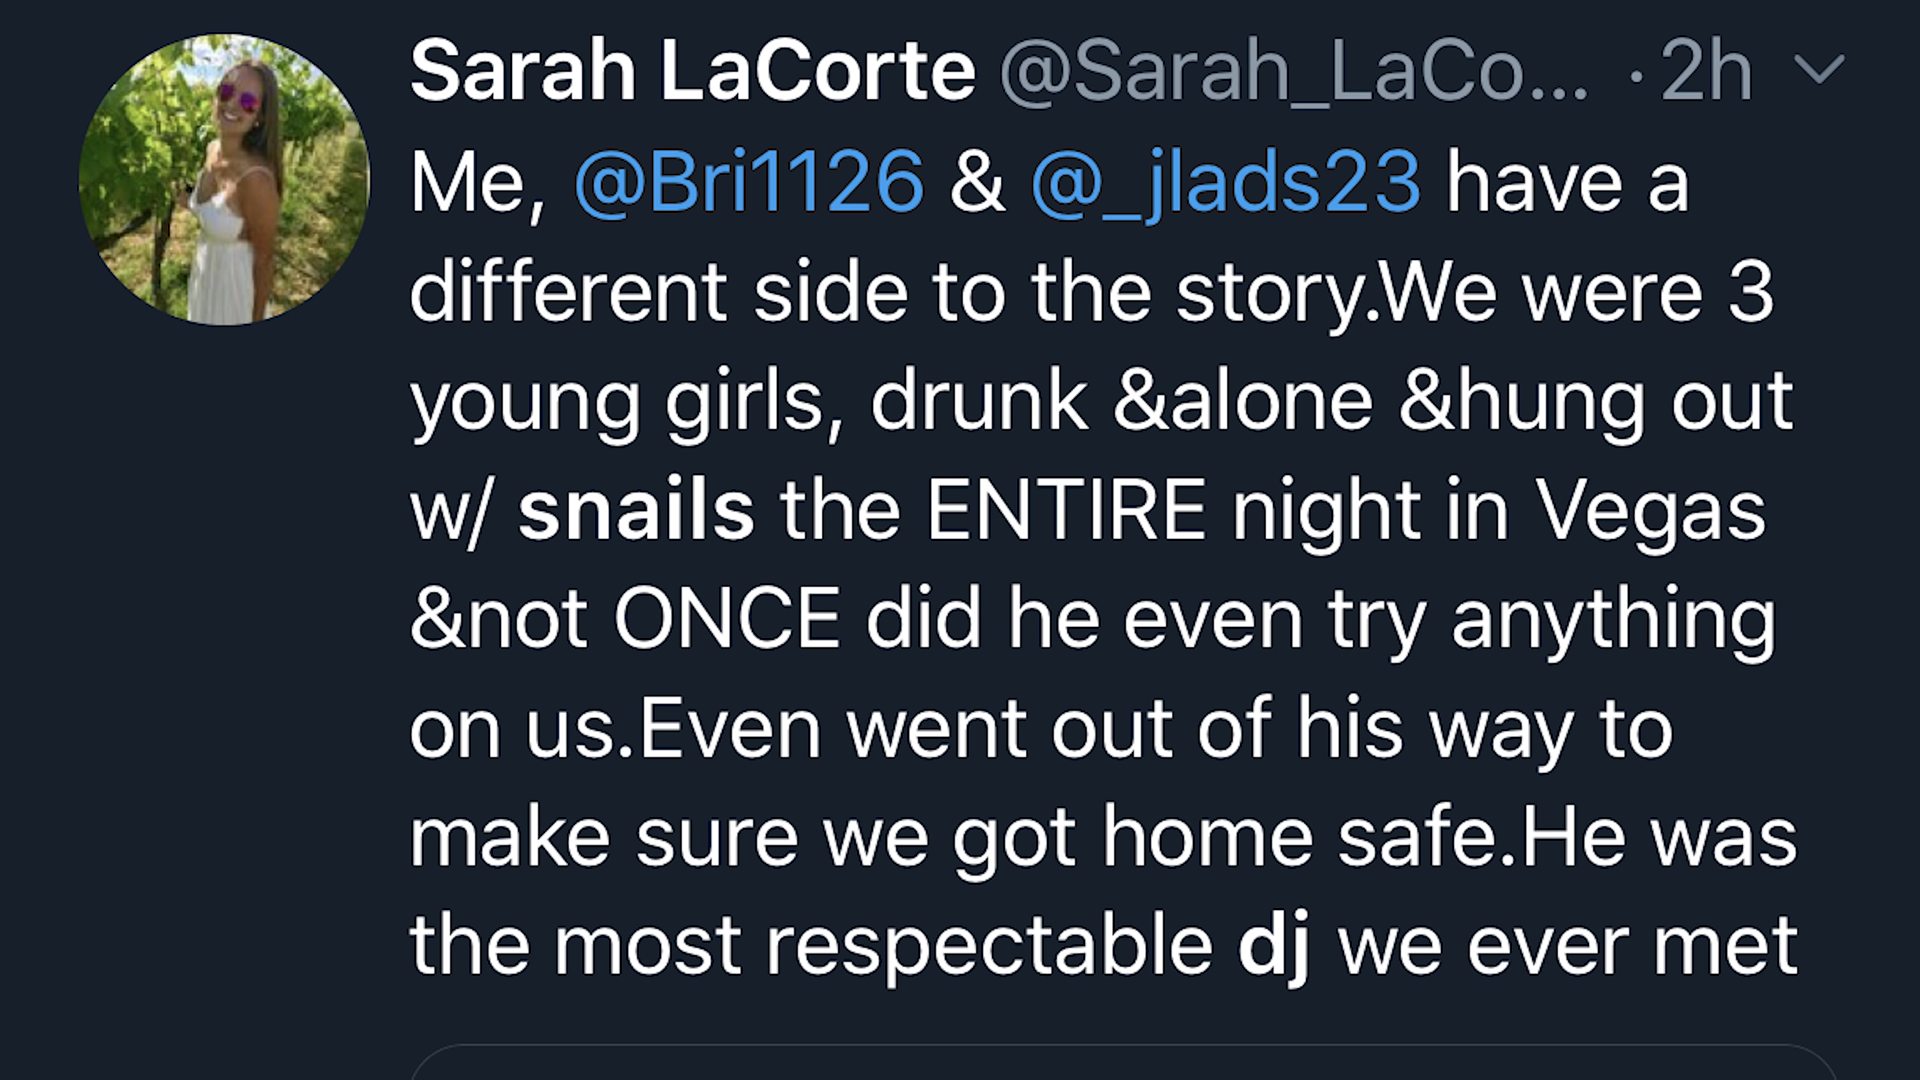 Sarah LaCorte @Sarah_LaCo... · 2h
Me, @Bri1126 & @_jlads23 have a
different side to the story.We were 3
young girls, drunk &alone &hung out
w/ snails the ENTIRE night in Vegas
&not ONCE did he even try anything
on us.Even went out of his way to
make sure we got home safe.He was
the most respectable dj we ever met